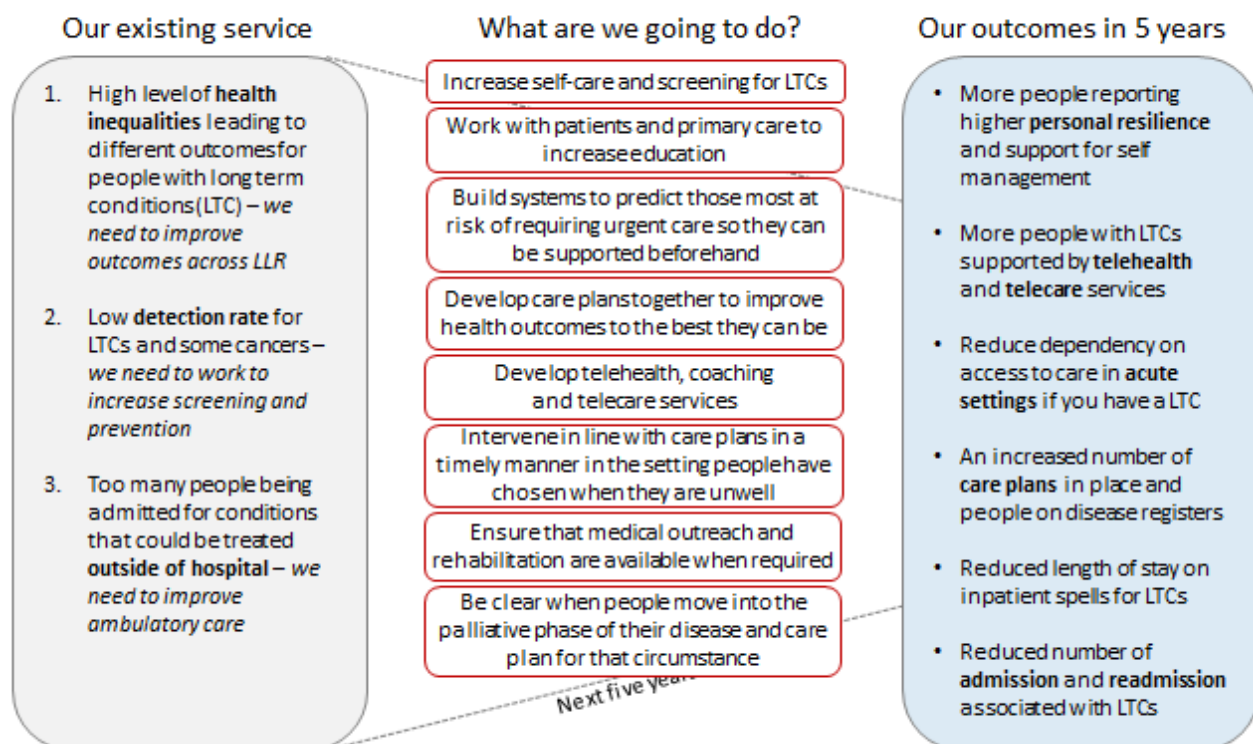 Our existing service
1. High level of health
inequalities leading to
different outcomes for
people with long term
conditions (LTC) – we
need to improve
outcomes across LLR
2. Low detection rate for
LTCs and some cancers –
we need to work to
increase screening and
prevention
3. Too many people being
admitted for conditions
that could be treated
outside of hospital – we
need to improve
ambulatory care
What are we going to do?
Increase self-care and screening for LTCs
Work with patients and primary care to
increase education
Build systems to predict those most at
risk of requiring urgent care so they can
be supported beforehand
Develop care plans together to improve
health outcomes to the best they can be
Develop telehealth, coaching
and telecare services
Intervene in line with care plans in a
timely manner in the setting people have
chosen when they are unwell
Ensure that medical outreach and
rehabilitation are available when required
Be clear when people move into the
palliative phase of their disease and care
plan for that circumstance
Next five years
Our outcomes in 5 years
• More people reporting
higher personal resilience
and support for self
management
• More people with LTCs
supported by telehealth
and telecare services
• Reduce dependency on
access to care in acute
settings if you have a LTC
• An increased number of
care plans in place and
people on disease registers
• Reduced length of stay on
inpatient spells for LTCs
• Reduced number of
admission and readmission
associated with LTCs